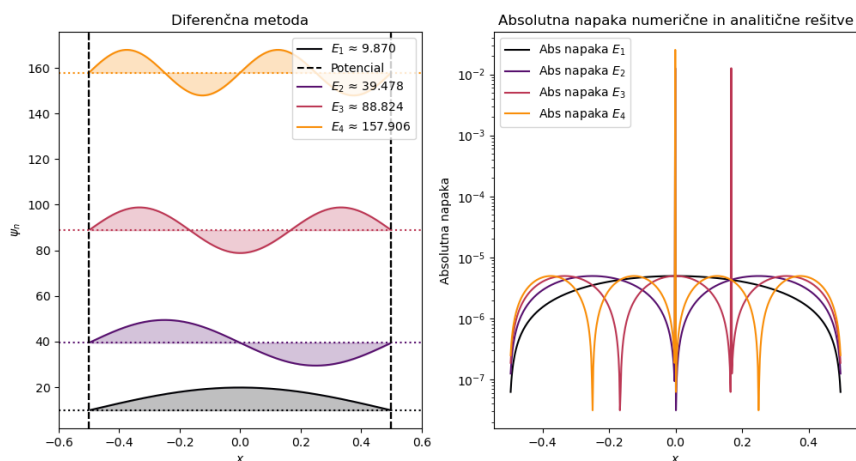 Diferenčna metoda
ψₙ
160
140
120
100
80
60
40
20
−0.6
−0.4
−0.2
0.0
0.2
0.4
0.6
x
E₁ ≈ 9.870
Potencial
E₂ ≈ 39.478
E₃ ≈ 88.824
E₄ ≈ 157.906
Absolutna napaka numerične in analitične rešitve
Absolutna napaka
10⁻²
10⁻³
10⁻⁴
10⁻⁵
10⁻⁶
10⁻⁷
−0.4
−0.2
0.0
0.2
0.4
x
Abs napaka E₁
Abs napaka E₂
Abs napaka E₃
Abs napaka E₄